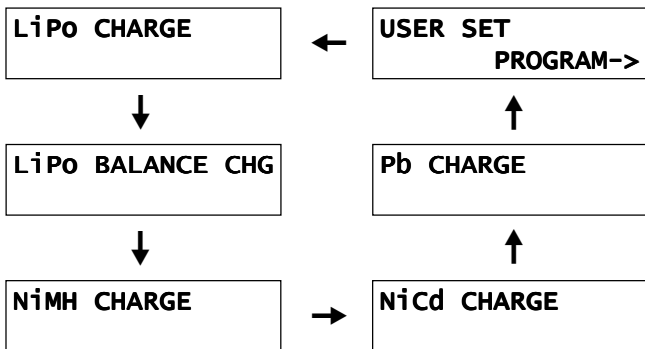 LiPo CHARGE
USER SET
PROGRAM->
LiPo BALANCE CHG
Pb CHARGE
NiMH CHARGE
NiCd CHARGE